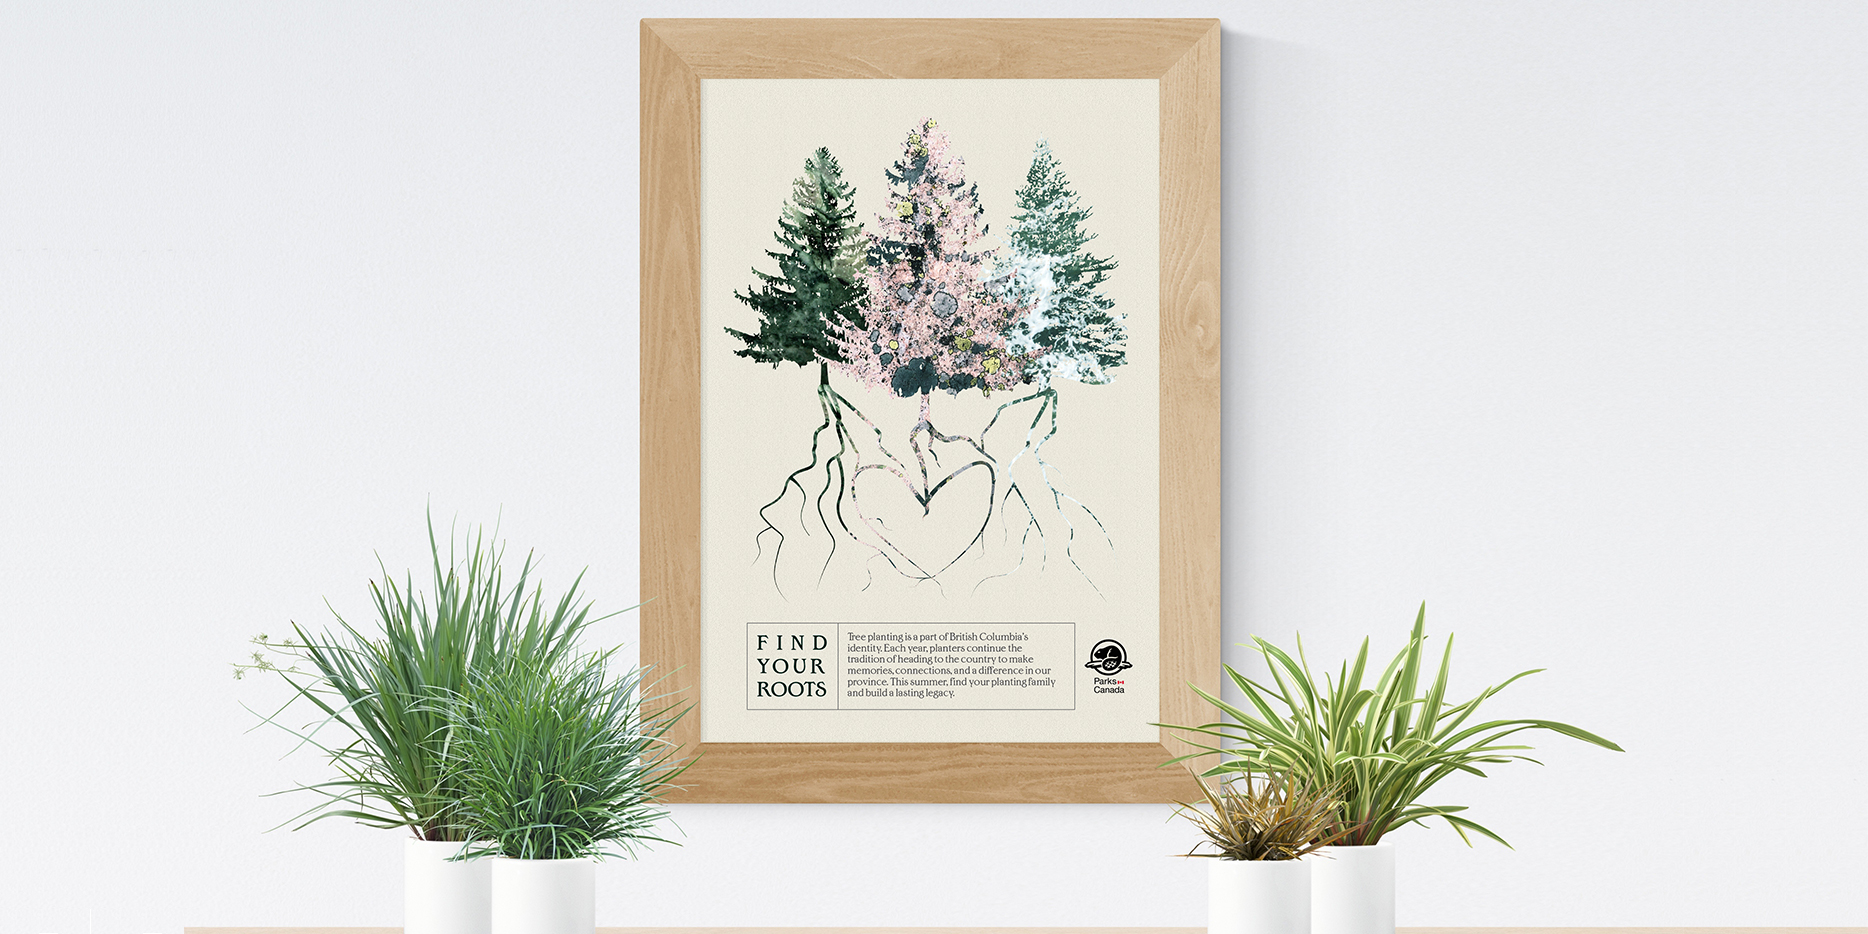 FIND
YOUR
ROOTS
Tree planting is a part of British Columbia's
identity. Each year, planters continue the
tradition of heading to the country to make
memories, connections, and a difference in our
province. This summer, find your planting family
and build a lasting legacy.
Parks
Canada